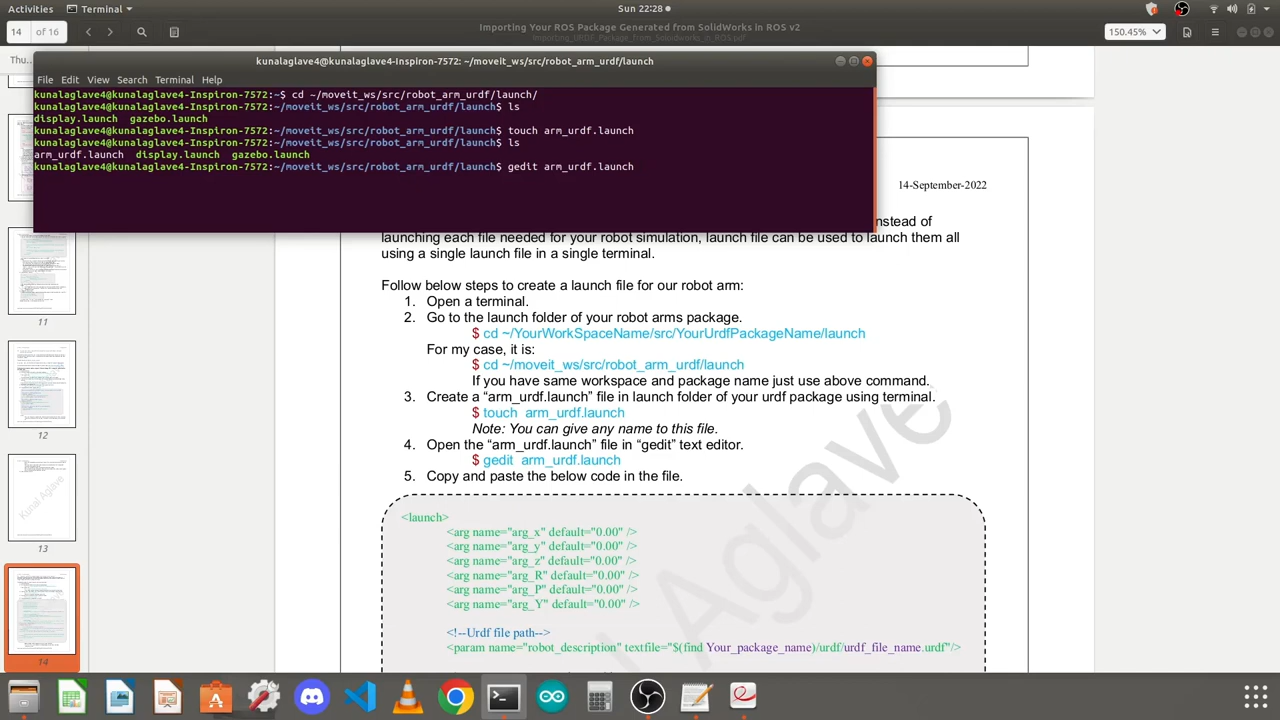 Activities Terminal Sun 22:28
14 of 16 Importing Your ROS Package Generated from SolidWorks in ROS v2 150.45%
Thu...
kunalaglave4@kunalaglave4-Inspiron-7572: ~/moveit_ws/src/robot_arm_urdf/launch
File Edit View Search Terminal Help
kunalaglave4@kunalaglave4-Inspiron-7572:~$ cd ~/moveit_ws/src/robot_arm_urdf/launch/
kunalaglave4@kunalaglave4-Inspiron-7572:~/moveit_ws/src/robot_arm_urdf/launch$ ls
display.launch gazebo.launch
kunalaglave4@kunalaglave4-Inspiron-7572:~/moveit_ws/src/robot_arm_urdf/launch$ touch arm_urdf.launch
kunalaglave4@kunalaglave4-Inspiron-7572:~/moveit_ws/src/robot_arm_urdf/launch$ ls
arm_urdf.launch display.launch gazebo.launch
kunalaglave4@kunalaglave4-Inspiron-7572:~/moveit_ws/src/robot_arm_urdf/launch$ gedit arm_urdf.launch
14-September-2022
nstead of
needed for your robot simulation, launch file can be used to launch them all
using a single launch file in a single terminal.
Follow below steps to create a launch file for our robot arm.
1. Open a terminal.
2. Go to the launch folder of your robot arms package.
$ cd ~/YourWorkSpaceName/src/YourUrdfPackageName/launch
For my case, it is:
$ cd ~/moveit_ws/src/robot_arm_urdf/launch
If you have same workspace and package name just use above command.
3. Create a “arm_urdf.launch” file in launch folder of your urdf package using terminal.
$ touch arm_urdf.launch
Note: You can give any name to this file.
4. Open the “arm_urdf.launch” file in “gedit” text editor.
$ gedit arm_urdf.launch
5. Copy and paste the below code in the file.
<launch>
<arg name="arg_x" default="0.00" />
<arg name="arg_y" default="0.00" />
<arg name="arg_z" default="0.00" />
<arg name="arg_R" default="0.00" />
<arg name="arg_P" default="0.00" />
<arg name="arg_Y" default="0.00" />
<!--Urdf file path-->
<param name="robot_description" textfile="$(find Your_package_name)/urdf/urdf_file_name.urdf"/>
11
12
Kunal Aglave
13
14